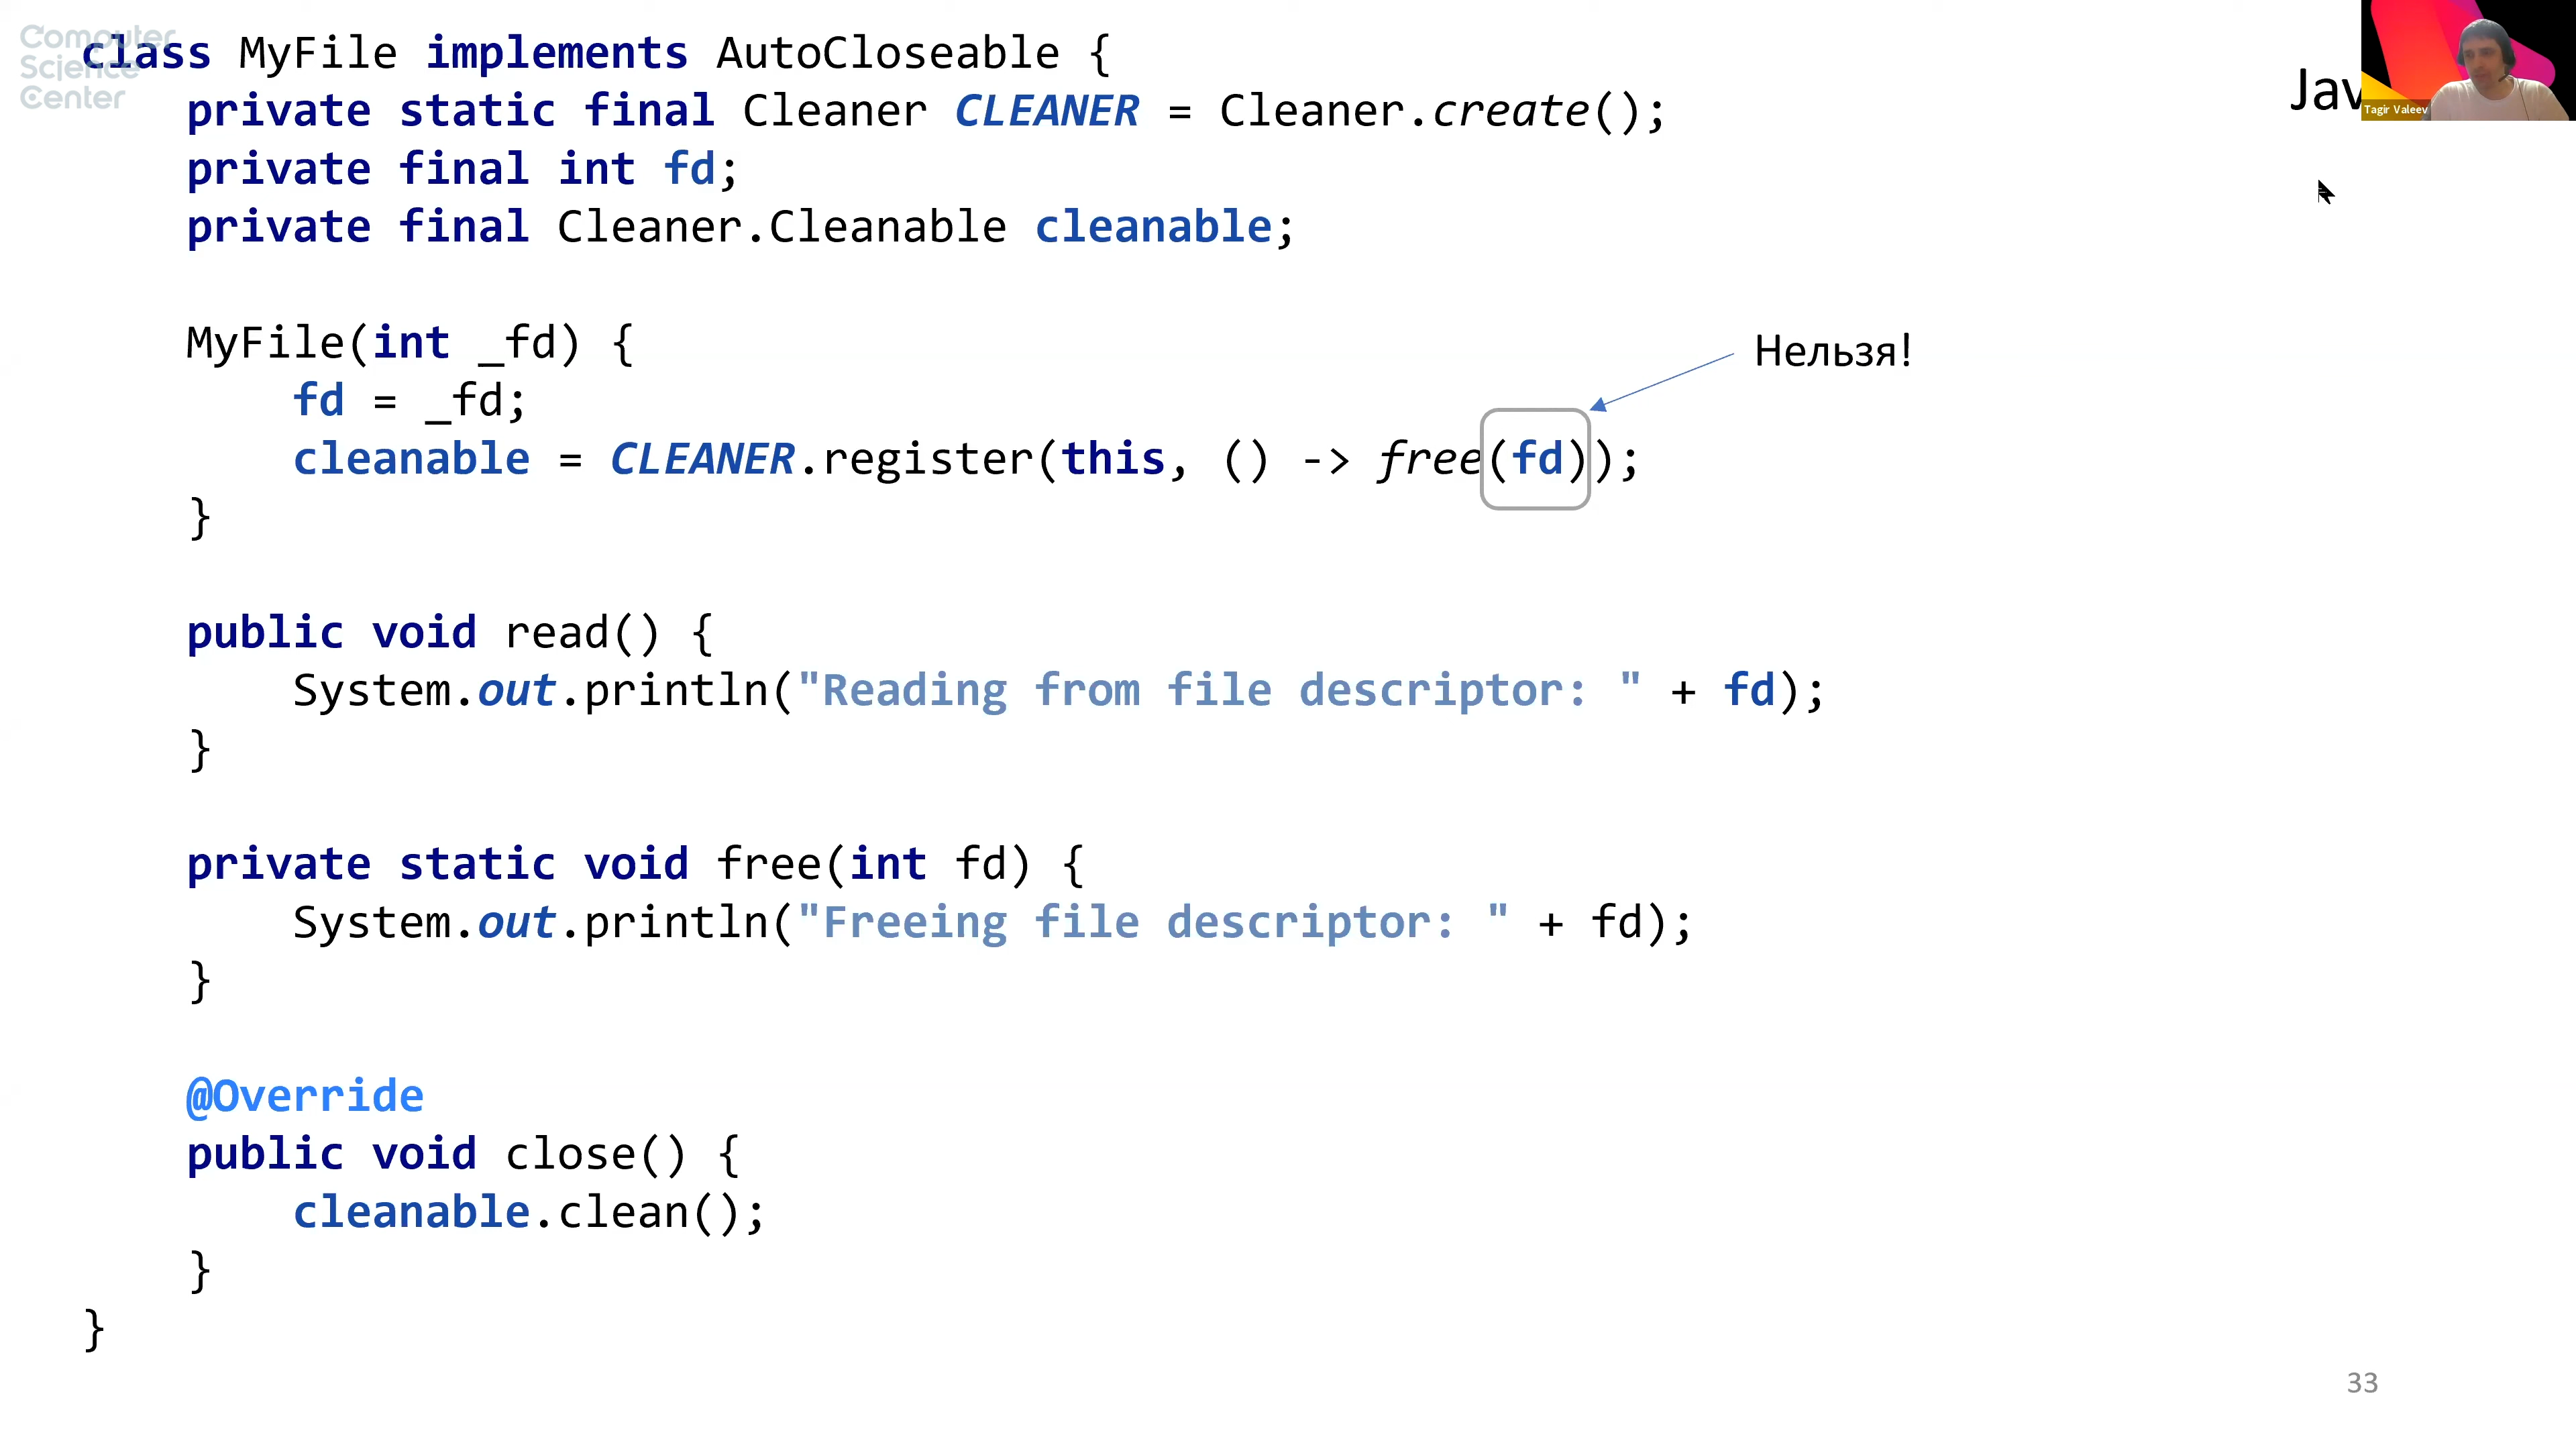 Computer
Science
Center
class MyFile implements AutoCloseable {
    private static final Cleaner CLEANER = Cleaner.create();
    private final int fd;
    private final Cleaner.Cleanable cleanable;
    MyFile(int _fd) {
        fd = _fd;
        cleanable = CLEANER.register(this, () -> free(fd));
    }
    public void read() {
        System.out.println("Reading from file descriptor: " + fd);
    }
    private static void free(int fd) {
        System.out.println("Freeing file descriptor: " + fd);
    }
    @Override
    public void close() {
        cleanable.clean();
    }
}
Нельзя!
Tagir Valeev
33